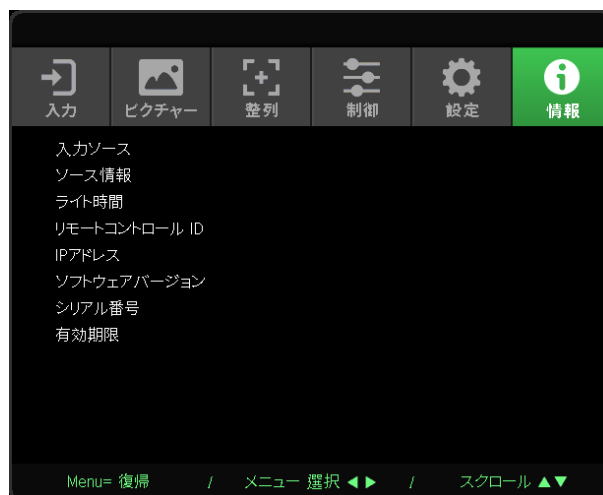 入力 ピクチャー 整列 制御 設定 情報
入力ソース
ソース情報
ライト時間
リモートコントロール ID
IPアドレス
ソフトウェアバージョン
シリアル番号
有効期限
Menu= 復帰 / メニュー 選択 ◀ ▶ / スクロール ▲▼